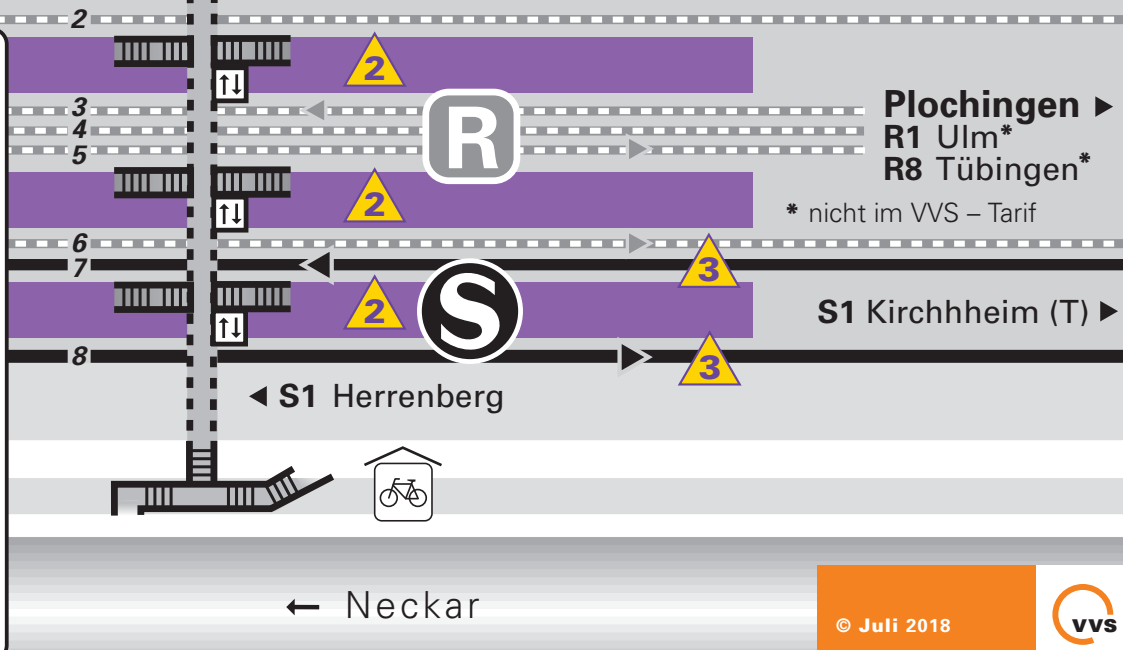 2
2
3
4
5
R
Plochingen
R1 Ulm*
R8 Tübingen*
* nicht im VVS – Tarif
2
6
7
3
2
S
S1 Kirchhheim (T)
8
3
S1 Herrenberg
← Neckar
© Juli 2018
VVS